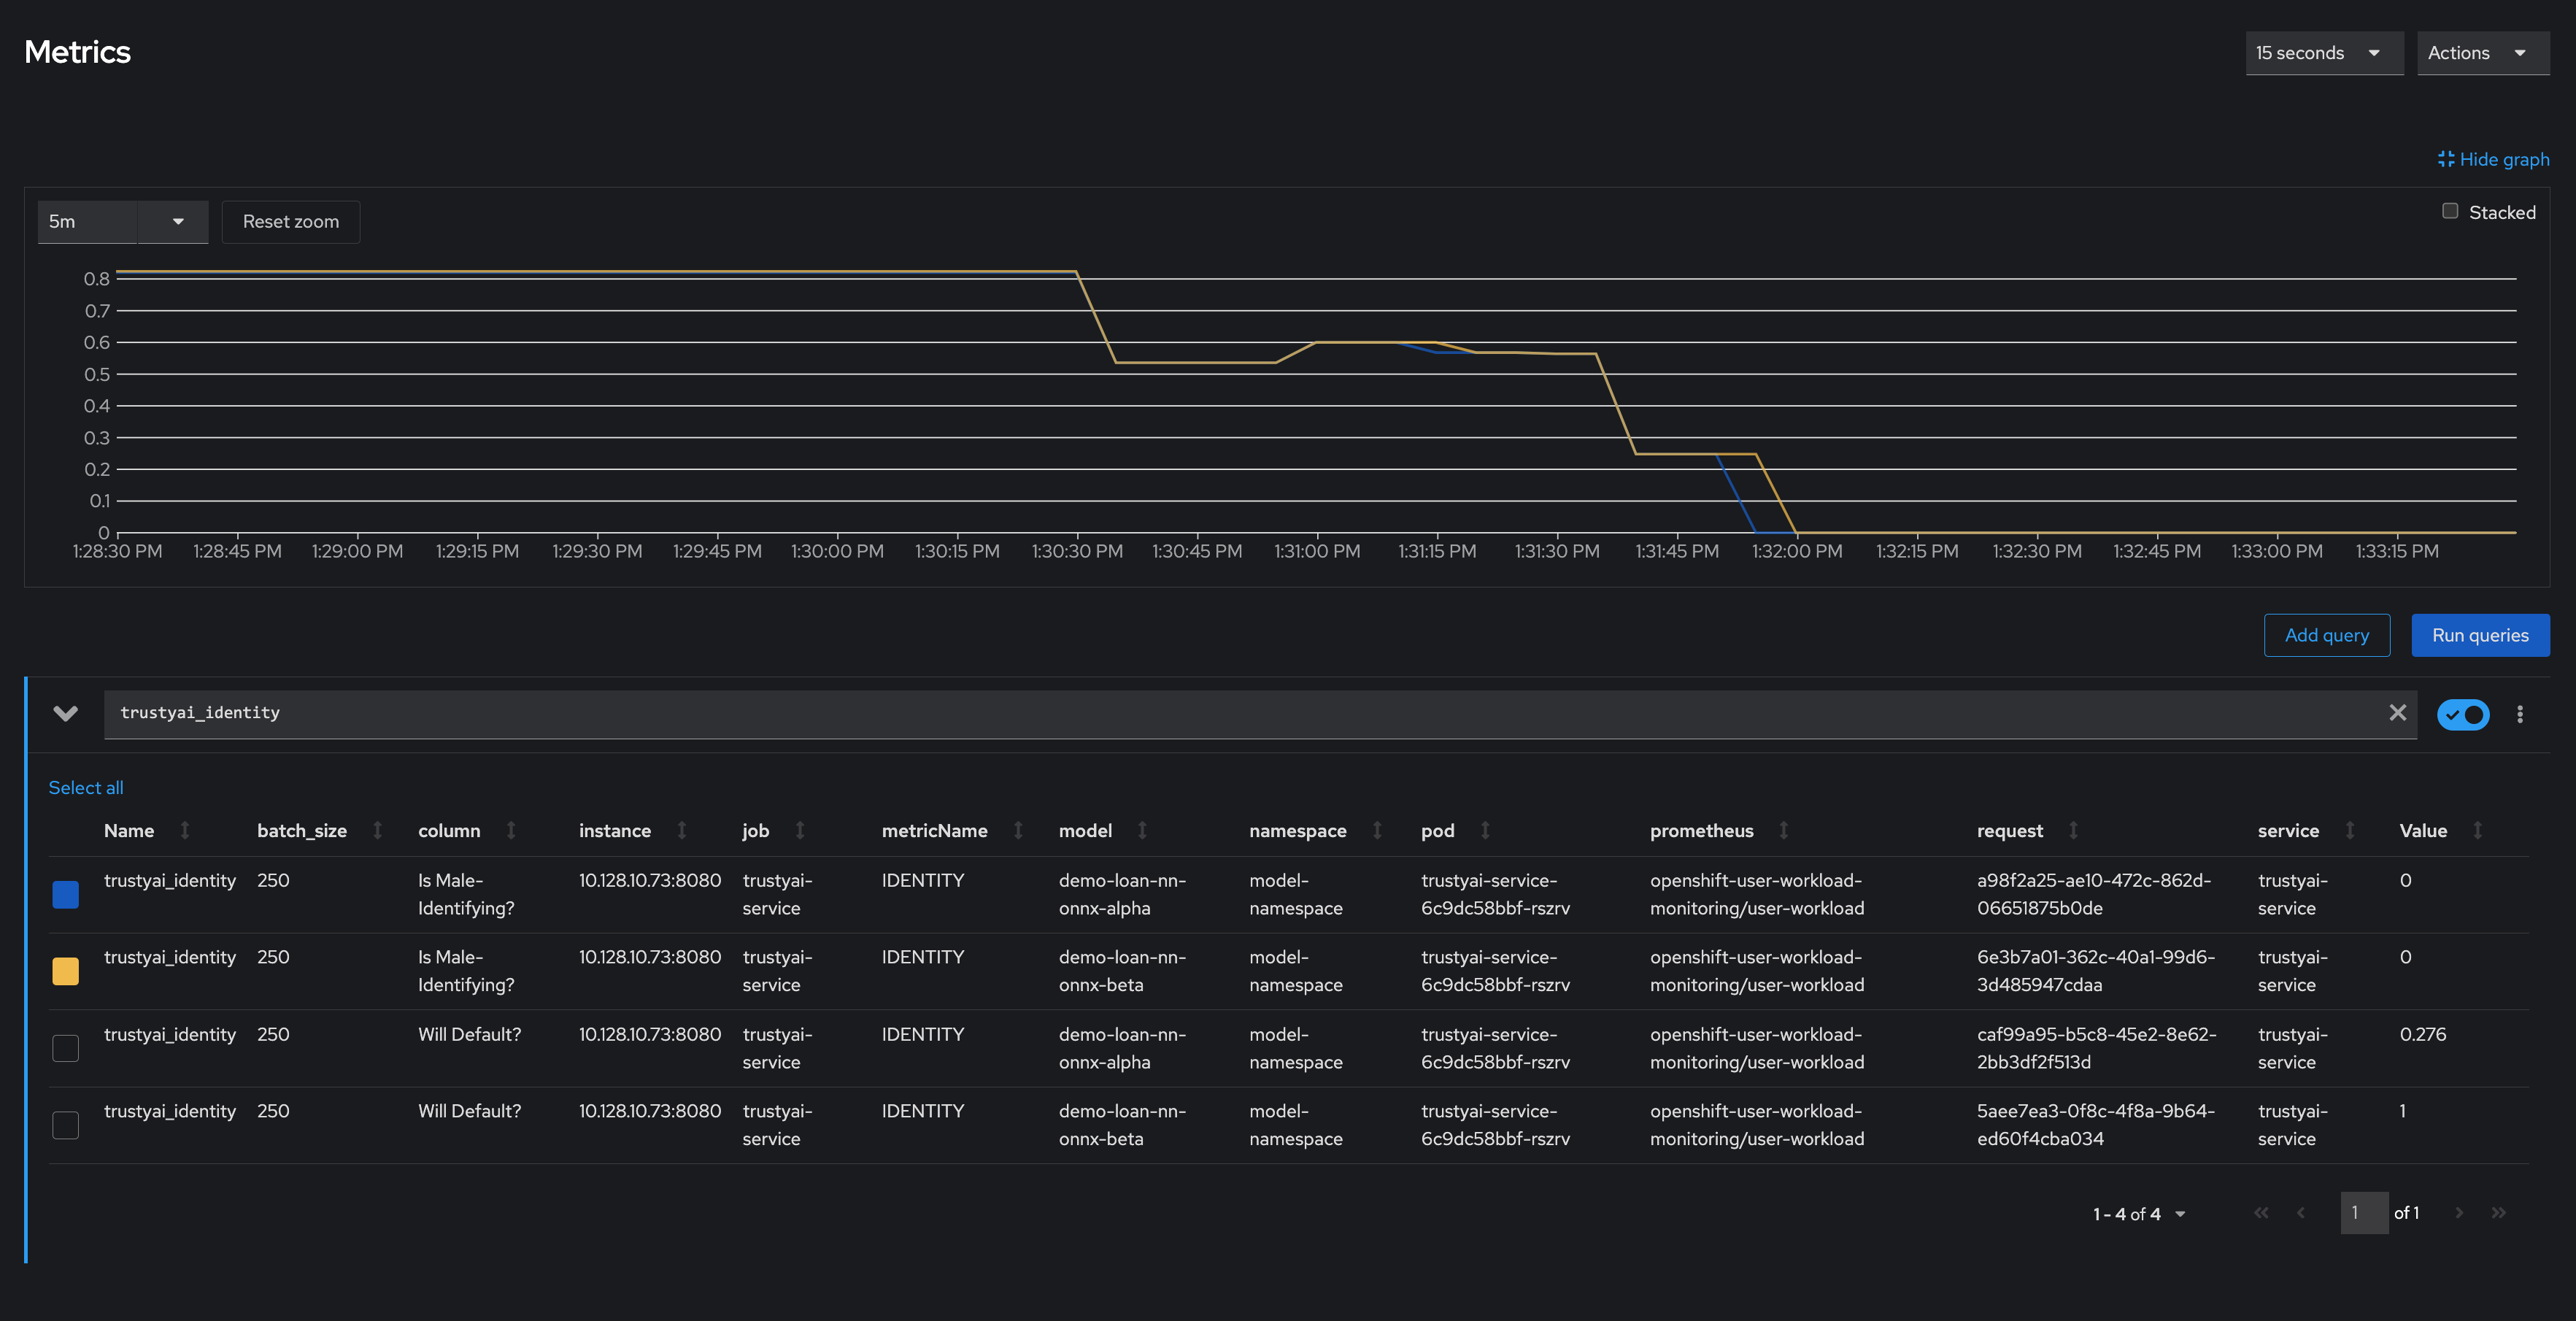 Metrics
15 seconds
Actions
Hide graph
5m
Reset zoom
Stacked
0.8
0.7
0.6
0.5
0.4
0.3
0.2
0.1
0
1:28:30 PM 1:28:45 PM 1:29:00 PM 1:29:15 PM 1:29:30 PM 1:29:45 PM 1:30:00 PM 1:30:15 PM 1:30:30 PM 1:30:45 PM 1:31:00 PM 1:31:15 PM 1:31:30 PM 1:31:45 PM 1:32:00 PM 1:32:15 PM 1:32:30 PM 1:32:45 PM 1:33:00 PM 1:33:15 PM
Add query
Run queries
trustyai_identity
Select all
Name batch_size column instance job metricName model namespace pod prometheus request service Value
trustyai_identity 250 Is Male- 10.128.10.73:8080 trustyai- IDENTITY demo-loan-nn- model- trustyai-service- openshift-user-workload- a98f2a25-ae10-472c-862d- trustyai- 0
Identifying? service onnx-alpha namespace 6c9dc58bbf-rszrv monitoring/user-workload 06651875b0de service
trustyai_identity 250 Is Male- 10.128.10.73:8080 trustyai- IDENTITY demo-loan-nn- model- trustyai-service- openshift-user-workload- 6e3b7a01-362c-40a1-99d6- trustyai- 0
Identifying? service onnx-beta namespace 6c9dc58bbf-rszrv monitoring/user-workload 3d485947cdaa service
trustyai_identity 250 Will Default? 10.128.10.73:8080 trustyai- IDENTITY demo-loan-nn- model- trustyai-service- openshift-user-workload- caf99a95-b5c8-45e2-8e62- trustyai- 0.276
service onnx-alpha namespace 6c9dc58bbf-rszrv monitoring/user-workload 2bb3df2f513d service
trustyai_identity 250 Will Default? 10.128.10.73:8080 trustyai- IDENTITY demo-loan-nn- model- trustyai-service- openshift-user-workload- 5aee7ea3-0f8c-4f8a-9b64- trustyai- 1
service onnx-beta namespace 6c9dc58bbf-rszrv monitoring/user-workload ed60f4cba034 service
1 - 4 of 4
1 of 1